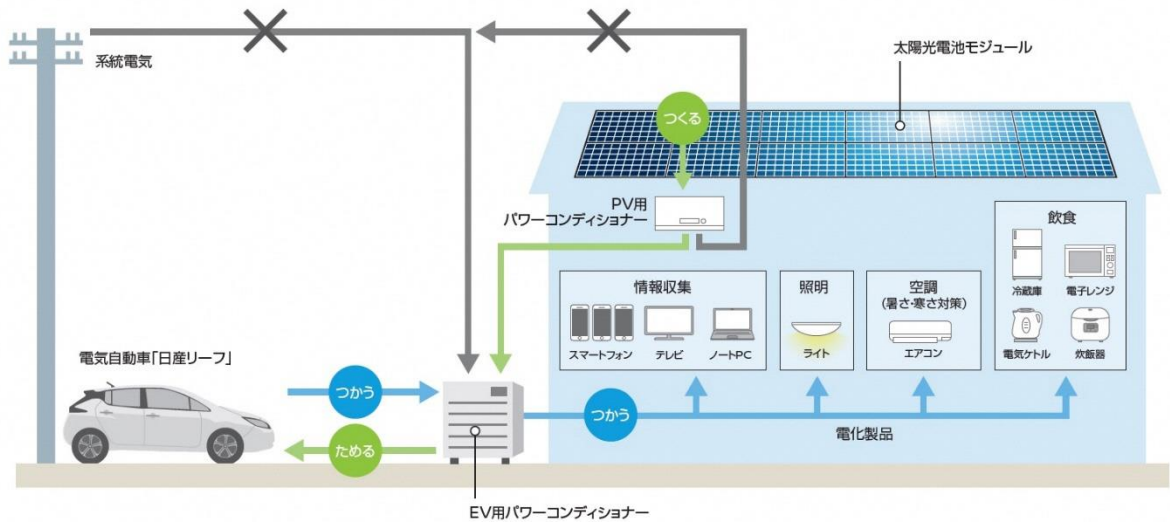 系統電気
太陽光電池モジュール
つくる
PV用
パワーコンディショナー
飲食
冷蔵庫
電子レンジ
電気ケトル
炊飯器
情報収集
スマートフォン
テレビ
ノートPC
照明
ライト
空調
(暑さ・寒さ対策)
エアコン
電気自動車「日産リーフ」
つかう
ためる
つかう
電化製品
EV用パワーコンディショナー